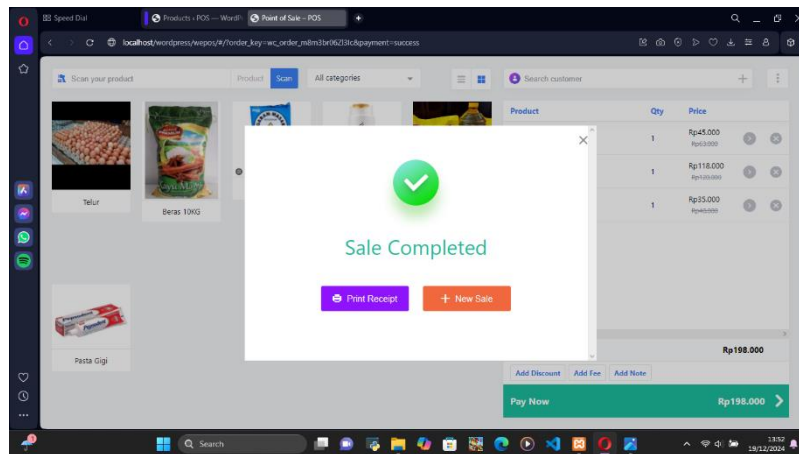 Speed Dial
Products ‹ POS — WordPr
Point of Sale – POS
localhost/wordpress/wepos/#/?order_key=wc_order_m8m3br06Zl3Ic&payment=success
Scan your product
Product
Scan
All categories
Search customer
Product
Qty
Price
1
Rp45.000
1
Rp118.000
1
Rp35.000
Telur
Beras 10KG
Sale Completed
Print Receipt
New Sale
Pasta Gigi
Rp198.000
Add Discount
Add Fee
Add Note
Pay Now
Rp198.000
Search
13:52
19/12/2024